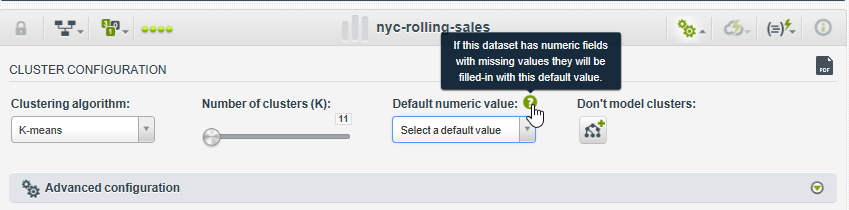 nyc-rolling-sales
If this dataset has numeric fields
with missing values they will be
filled-in with this default value.
CLUSTER CONFIGURATION
PDF
Clustering algorithm:
Number of clusters (K):
Default numeric value: ?
Don't model clusters:
K-means
11
Select a default value
Advanced configuration